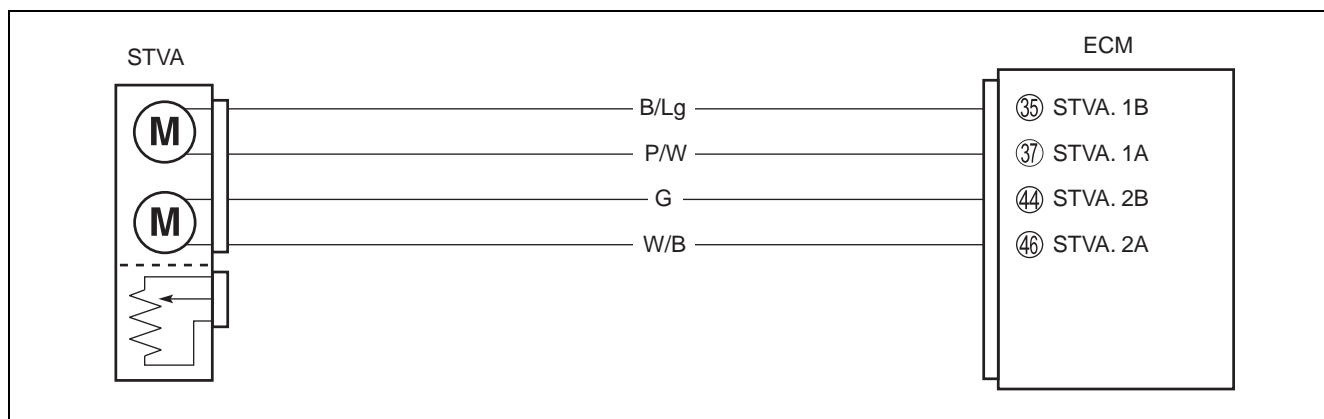 STVA
ECM
M
M
B/Lg
P/W
G
W/B
35 STVA. 1B
37 STVA. 1A
44 STVA. 2B
46 STVA. 2A